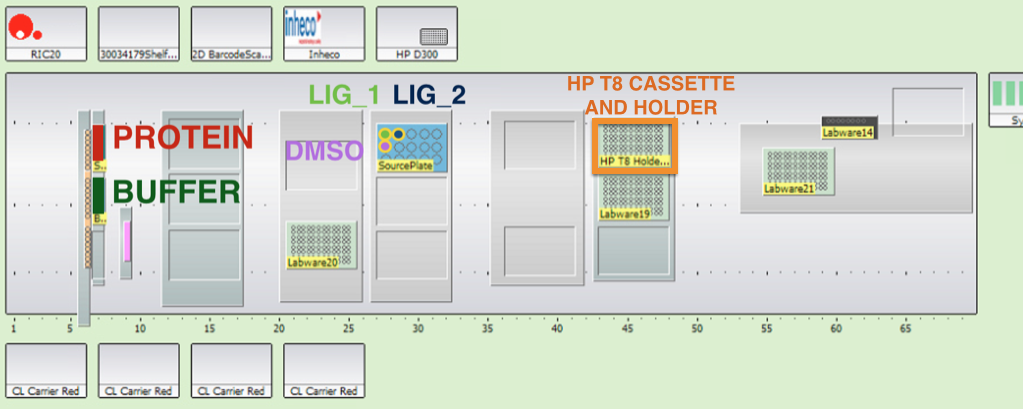 inheco
RIC20
30034179Shelf...
2D BarcodeSca...
Inheco
HP D300
LIG_1
LIG_2
HP T8 CASSETTE
AND HOLDER
PROTEIN
S..
DMSO
SourcePlate
HP T8 Holde...
Labware14
Sy
BUFFER
B..
Labware21
Labware19
Labware20
1 5 10 15 20 25 30 35 40 45 50 55 60 65
CL Carrier Red
CL Carrier Red
CL Carrier Red
CL Carrier Red